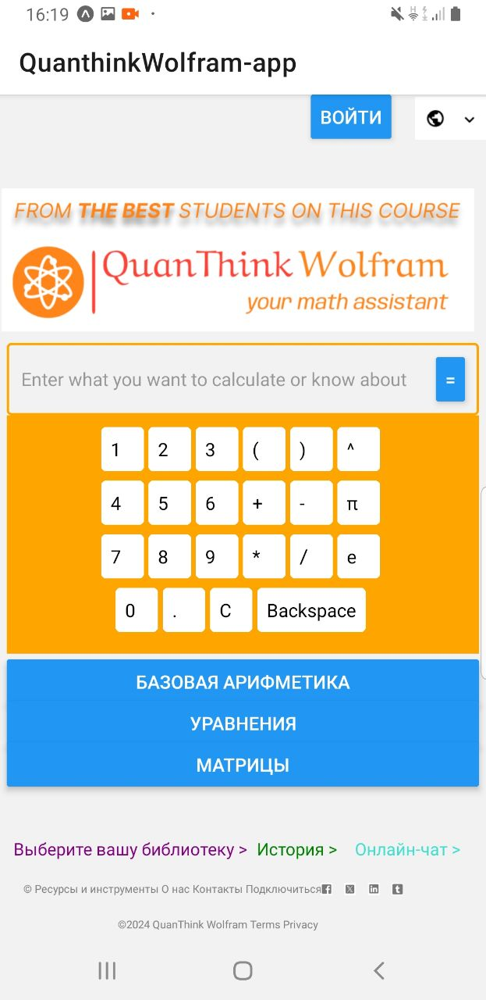 16:19
QuanthinkWolfram-app
ВОЙТИ
FROM THE BEST STUDENTS ON THIS COURSE
QuanThink Wolfram
your math assistant
Enter what you want to calculate or know about =
1 2 3 ( ) ^
4 5 6 + - π
7 8 9 * / e
0 . C Backspace
БАЗОВАЯ АРИФМЕТИКА
УРАВНЕНИЯ
МАТРИЦЫ
Выберите вашу библиотеку > История > Онлайн-чат >
© Ресурсы и инструменты О нас Контакты Подключиться
©2024 QuanThink Wolfram Terms Privacy